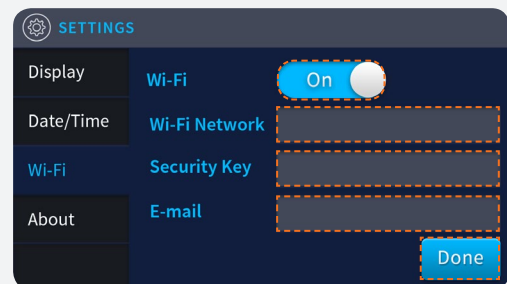 SETTINGS
Display
Wi-Fi
On
Date/Time
Wi-Fi Network
Wi-Fi
Security Key
About
E-mail
Done